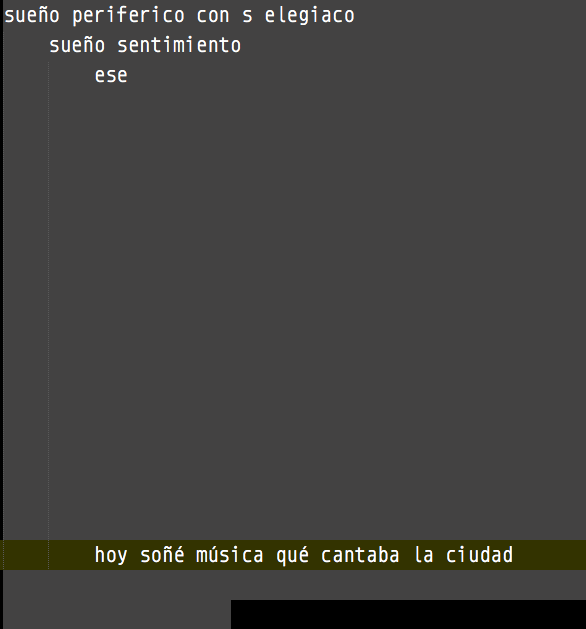 sueño periferico con s elegiaco
sueño sentimiento
ese
hoy soñé música qué cantaba la ciudad